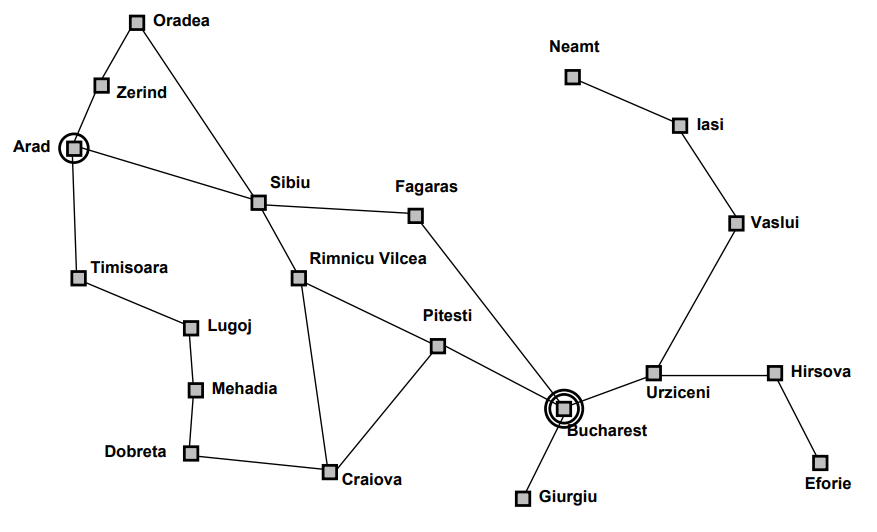 Oradea
Neamt
Zerind
Iasi
Arad
Sibiu
Fagaras
Vaslui
Rimnicu Vilcea
Timisoara
Pitesti
Lugoj
Hirsova
Mehadia
Urziceni
Bucharest
Dobreta
Craiova
Eforie
Giurgiu